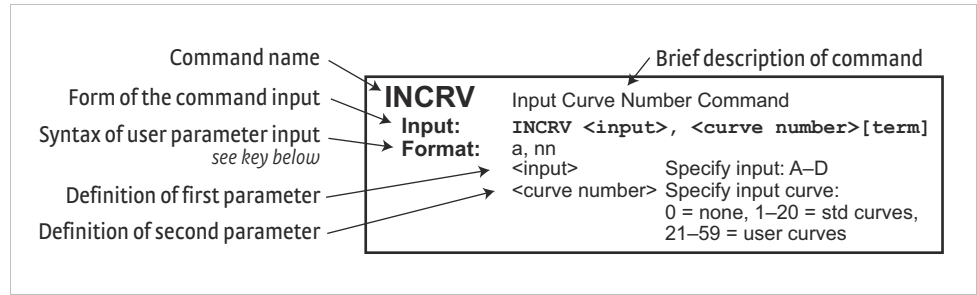 Command name
Brief description of command
Form of the command input
Syntax of user parameter input
see key below
Definition of first parameter
Definition of second parameter
INCRV Input Curve Number Command
Input: INCRV <input>, <curve number>[term]
Format: a, nn
<input> Specify input: A–D
<curve number> Specify input curve:
0 = none, 1–20 = std curves,
21–59 = user curves